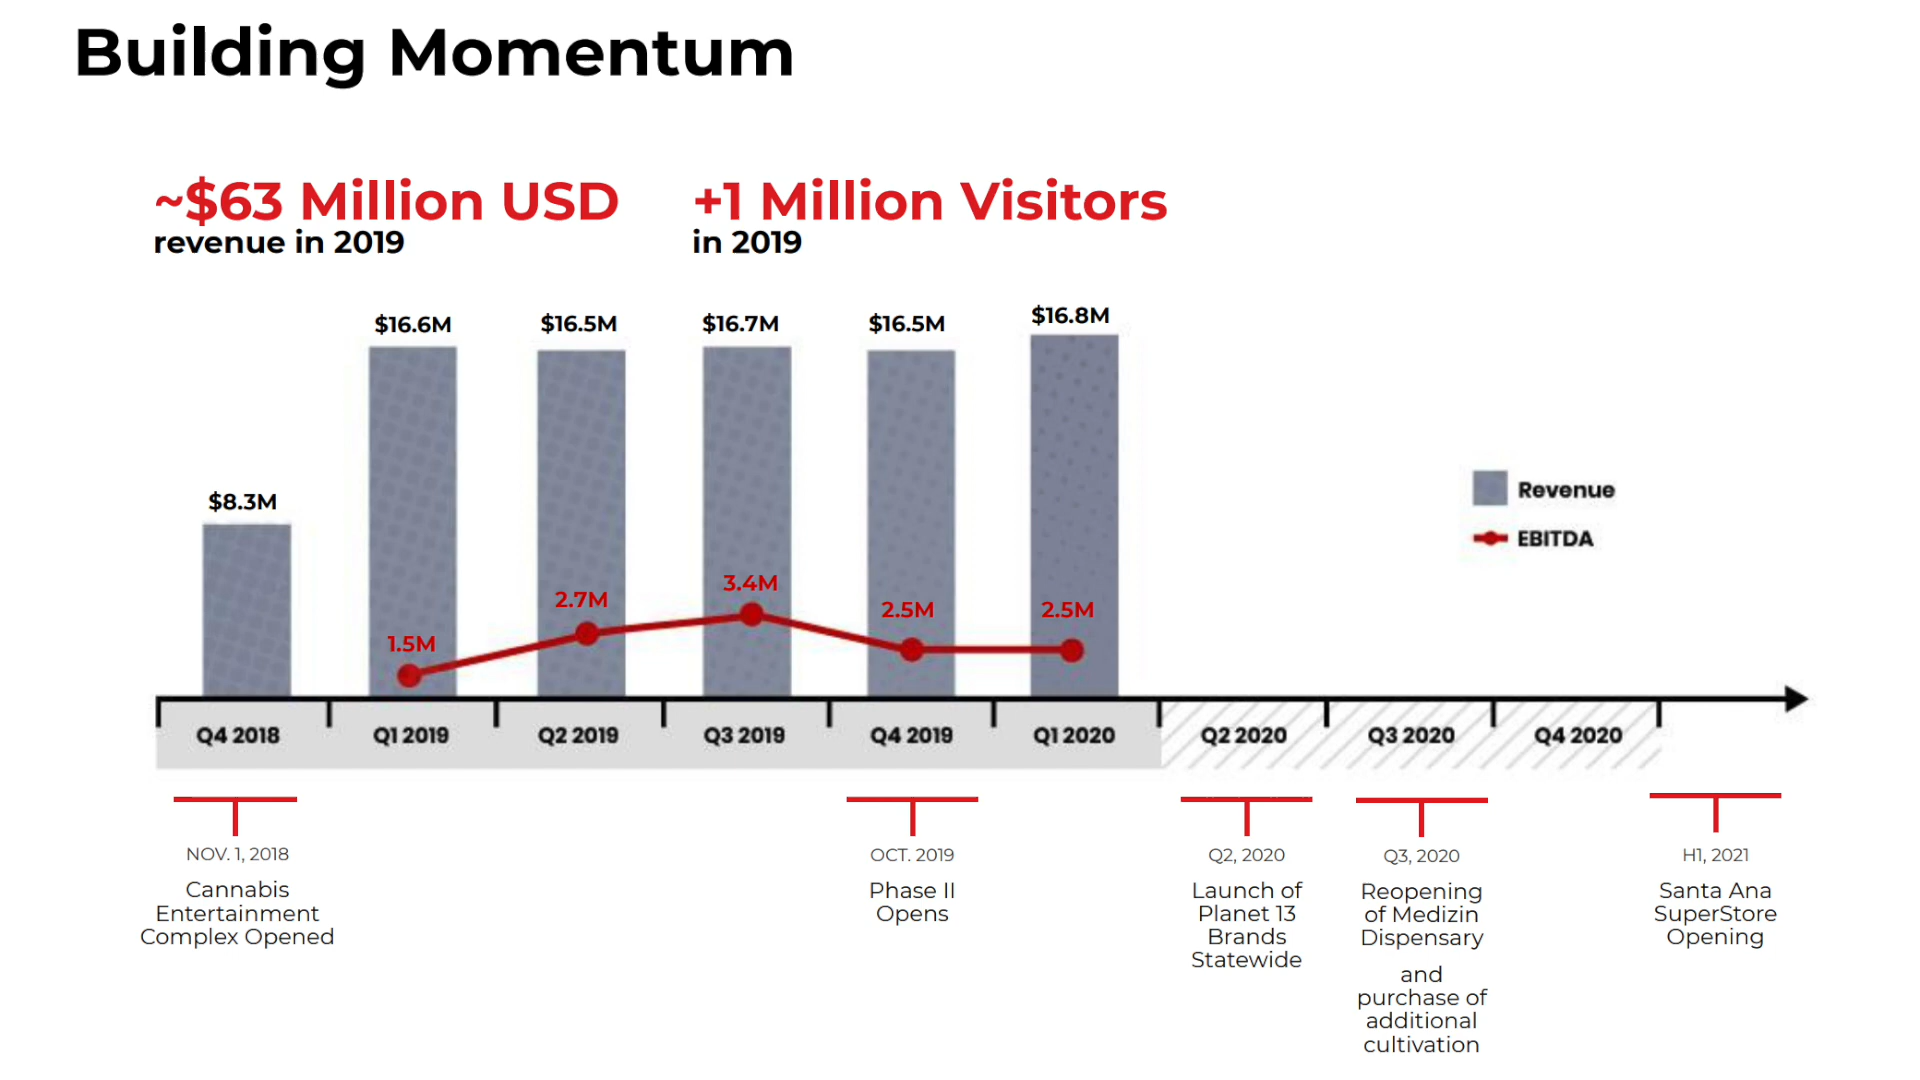 Building Momentum
~$63 Million USD
revenue in 2019
+1 Million Visitors
in 2019
$8.3M
$16.6M
$16.5M
$16.7M
$16.5M
$16.8M
1.5M
2.7M
3.4M
2.5M
2.5M
Revenue
EBITDA
Q4 2018
Q1 2019
Q2 2019
Q3 2019
Q4 2019
Q1 2020
Q2 2020
Q3 2020
Q4 2020
NOV. 1, 2018
Cannabis
Entertainment
Complex Opened
OCT. 2019
Phase II
Opens
Q2, 2020
Launch of
Planet 13
Brands
Statewide
Q3, 2020
Reopening
of Medizin
Dispensary
and
purchase of
additional
cultivation
H1, 2021
Santa Ana
SuperStore
Opening